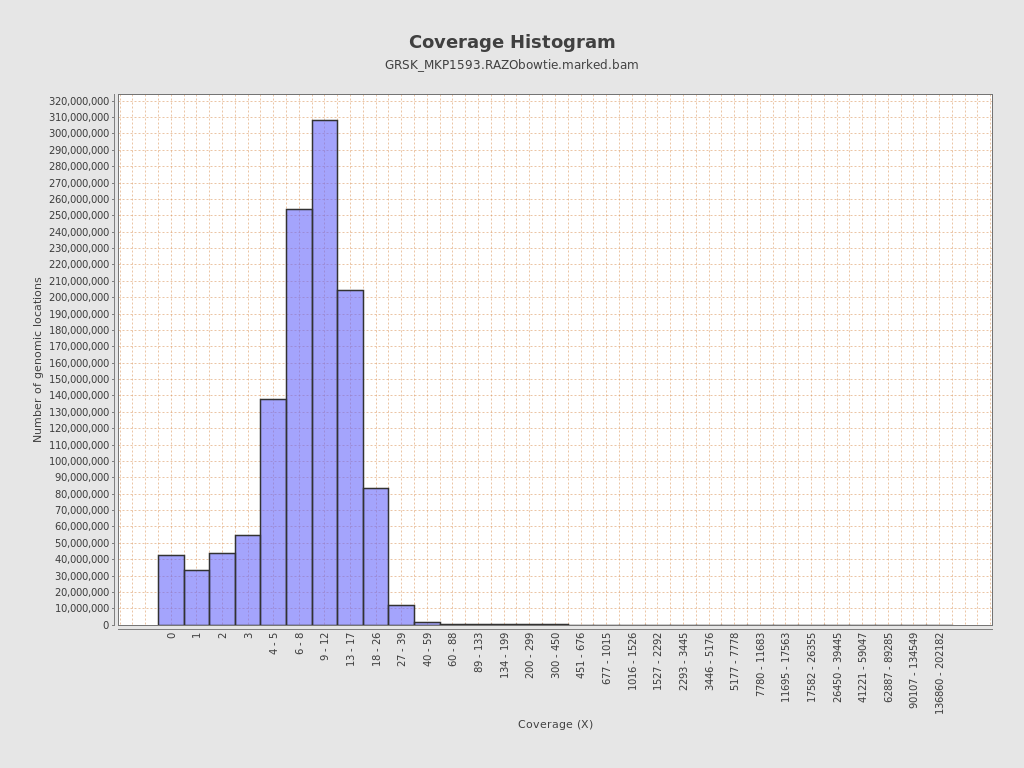 Coverage Histogram
GRSK_MKP1593.RAZObowtie.marked.bam
Number of genomic locations
320,000,000
310,000,000
300,000,000
290,000,000
280,000,000
270,000,000
260,000,000
250,000,000
240,000,000
230,000,000
220,000,000
210,000,000
200,000,000
190,000,000
180,000,000
170,000,000
160,000,000
150,000,000
140,000,000
130,000,000
120,000,000
110,000,000
100,000,000
90,000,000
80,000,000
70,000,000
60,000,000
50,000,000
40,000,000
30,000,000
20,000,000
10,000,000
0
0
1
2
3
4 - 5
6 - 8
9 - 12
13 - 17
18 - 26
27 - 39
40 - 59
60 - 88
89 - 133
134 - 199
200 - 299
300 - 450
451 - 676
677 - 1015
1016 - 1526
1527 - 2292
2293 - 3445
3446 - 5176
5177 - 7778
7780 - 11683
11695 - 17563
17582 - 26355
26450 - 39445
41221 - 59047
62887 - 89285
90107 - 134549
136860 - 202182
Coverage (X)